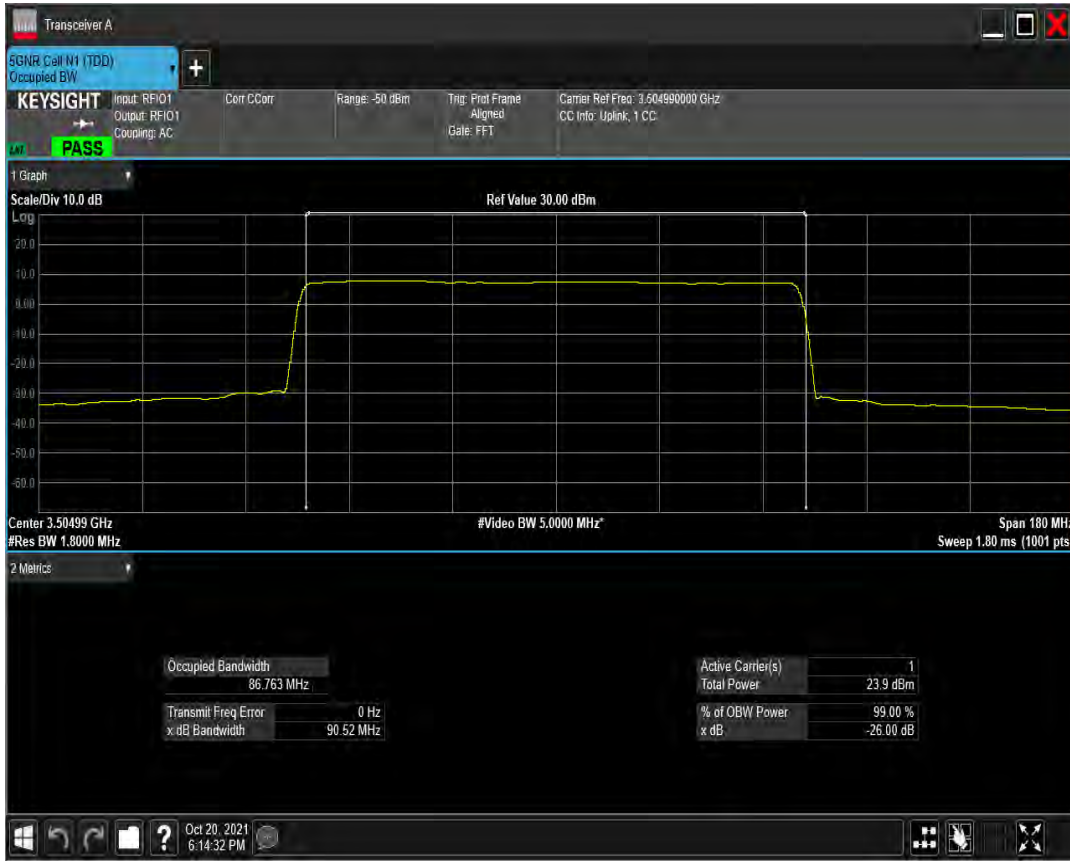 Transceiver A
5GNR Cell N1 (TDD)
Occupied BW
+
KEYSIGHT Input: RFIO1 Corr CCorr Range: -50 dBm Trig: Prot Frame Carrier Ref Freq: 3.504990000 GHz
Output: RFIO1 Aligned CC Info: Uplink, 1 CC
Coupling: AC Gate: FFT
PASS
1 Graph
Scale/Div 10.0 dB Ref Value 30.00 dBm
Log
20.0
10.0
0.00
-10.0
-20.0
-30.0
-40.0
-50.0
-60.0
Center 3.50499 GHz #Video BW 5.0000 MHz* Span 180 MHz
#Res BW 1.8000 MHz Sweep 1.80 ms (1001 pts
2 Metrics
Occupied Bandwidth Active Carrier(s) 1
86.763 MHz Total Power 23.9 dBm
Transmit Freq Error 0 Hz % of OBW Power 99.00 %
x dB Bandwidth 90.52 MHz x dB -26.00 dB
?
Oct 20, 2021
6:14:32 PM